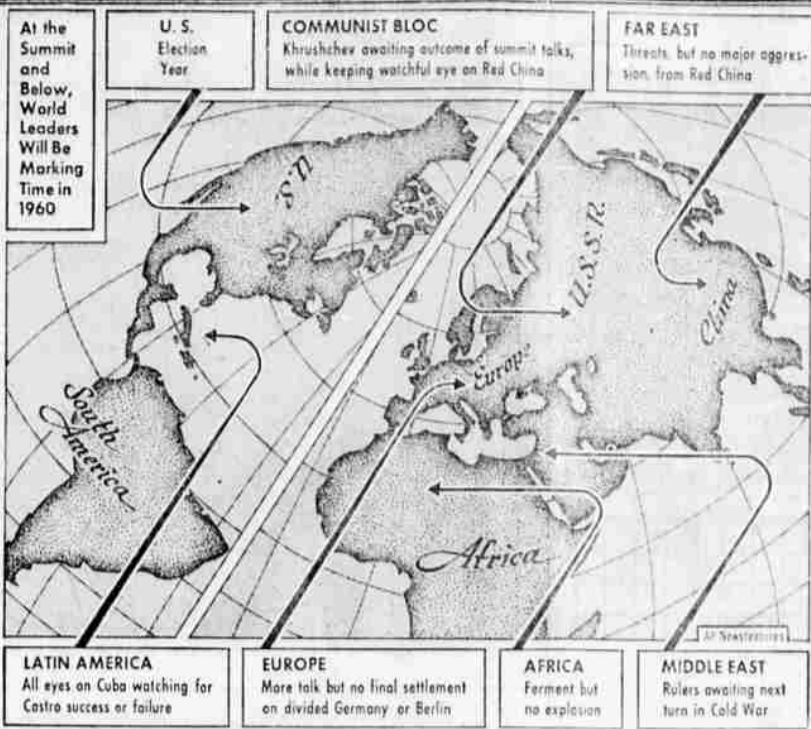 At the
Summit
and
Below,
World
Leaders
Will Be
Marking
Time in
1960
U. S.
Election
Year
COMMUNIST BLOC
Khrushchev awaiting outcome of summit talks,
while keeping watchful eye on Red China
FAR EAST
Threats, but no major aggres-
sion, from Red China
U.S.
U.S.S.R.
China
Europe
South
America
Africa
AP Newsfeatures
LATIN AMERICA
All eyes on Cuba watching for
Castro success or failure
EUROPE
More talk but no final settlement
on divided Germany or Berlin
AFRICA
Ferment but
no explosion
MIDDLE EAST
Rulers awaiting next
turn in Cold War